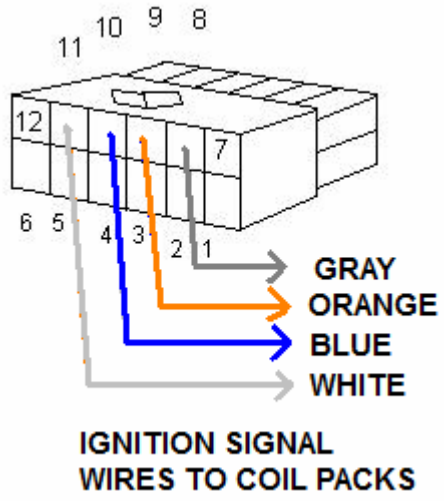 9
10
8
11
12
7
6
5
4
3
2
1
GRAY
ORANGE
BLUE
WHITE
IGNITION SIGNAL
WIRES TO COIL PACKS